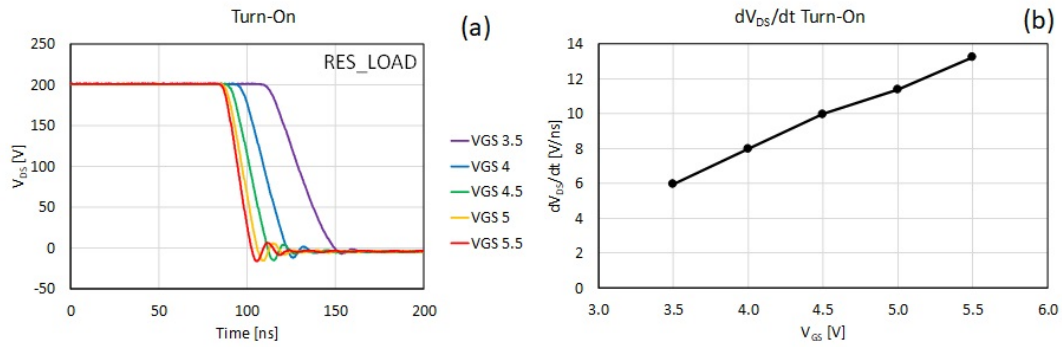 Turn-On
(a)
RES_LOAD
V_DS [V]
250
200
150
100
50
0
-50
0
50
100
150
200
Time [ns]
VGS 3.5
VGS 4
VGS 4.5
VGS 5
VGS 5.5
dV_DS/dt Turn-On
(b)
dV_DS/dt [V/ns]
14
12
10
8
6
4
2
0
3.0
3.5
4.0
4.5
5.0
5.5
6.0
V_GS [V]